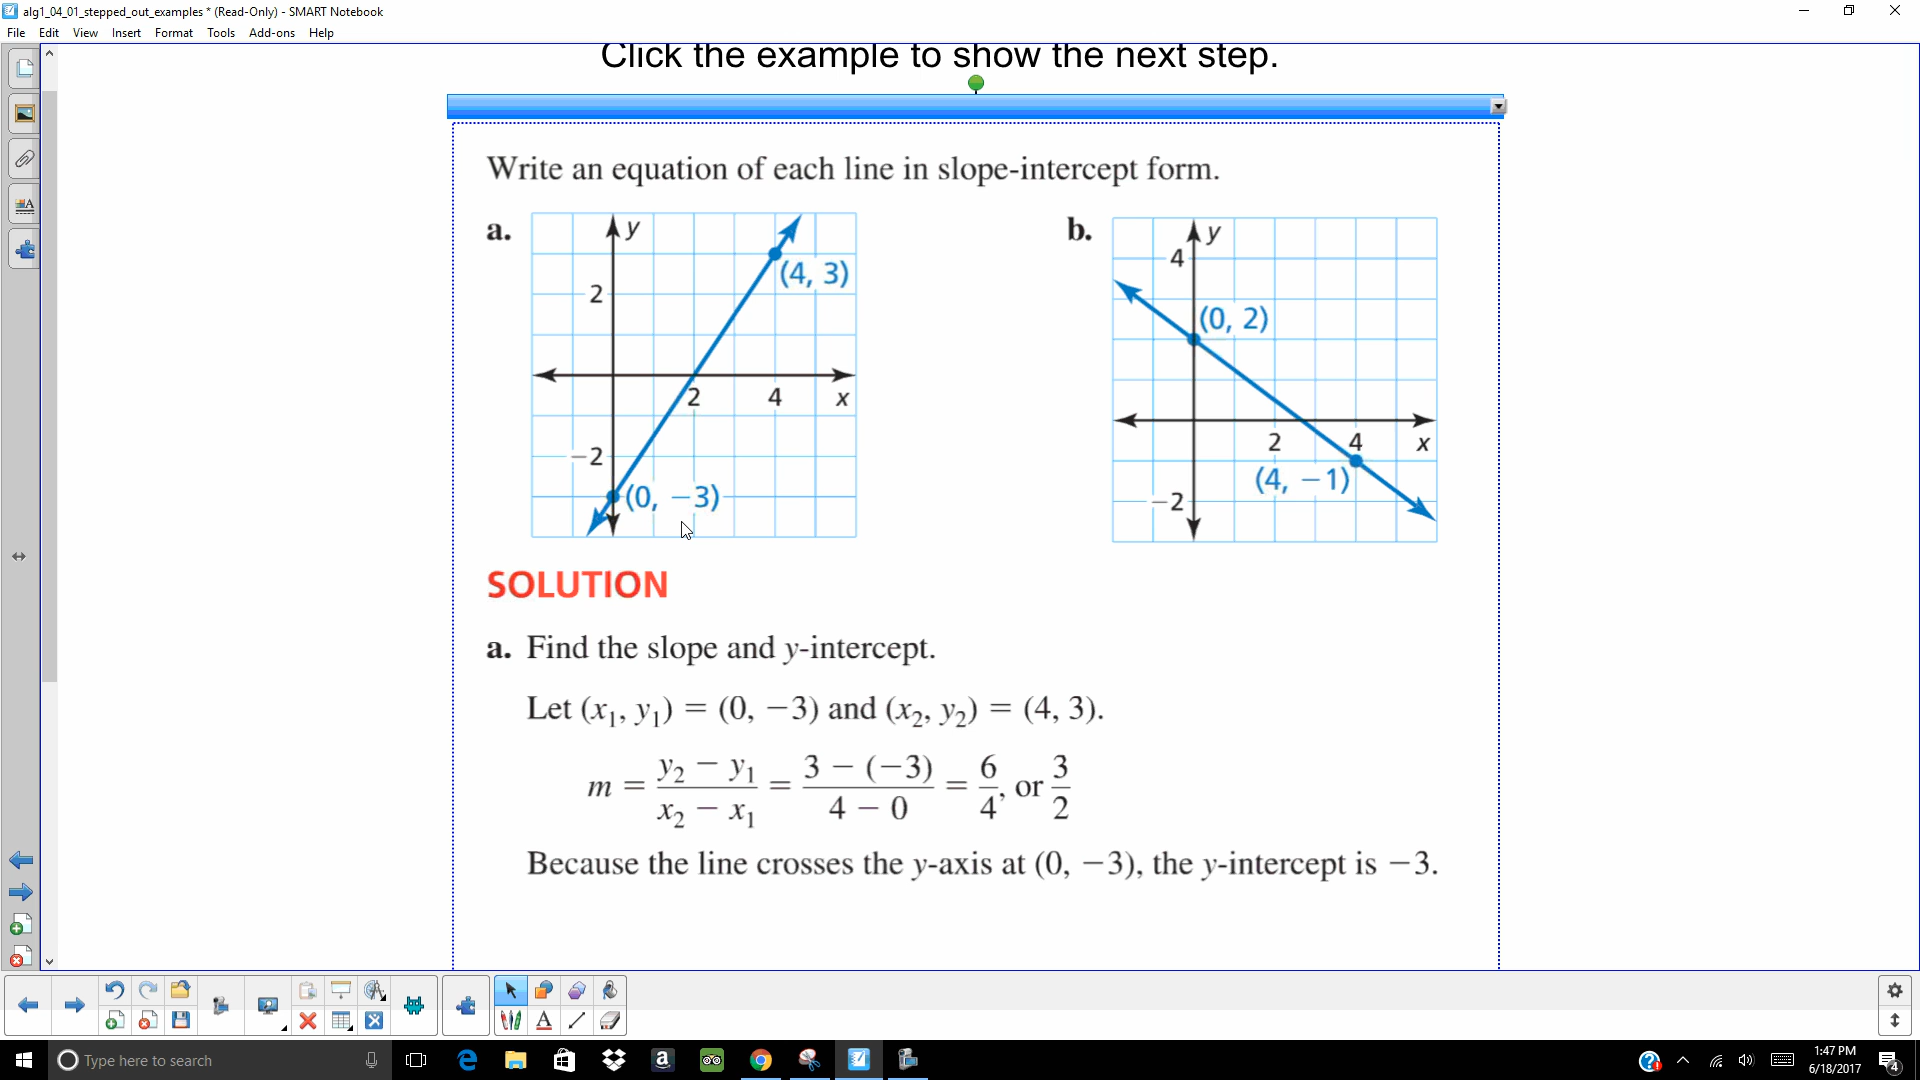 alg1_04_01_stepped_out_examples * (Read-Only) - SMART Notebook
File Edit View Insert Format Tools Add-ons Help
Click the example to show the next step.
Write an equation of each line in slope-intercept form.
a.
y
(4, 3)
2
2 4 x
−2
(0, −3)
b.
y
4
(0, 2)
2 4 x
(4, −1)
−2
SOLUTION
a. Find the slope and y-intercept.
Let (x₁, y₁) = (0, −3) and (x₂, y₂) = (4, 3).
m = (y₂ − y₁)/(x₂ − x₁) = (3 − (−3))/(4 − 0) = 6/4, or 3/2
Because the line crosses the y-axis at (0, −3), the y-intercept is −3.
Type here to search
1:47 PM
6/18/2017
4